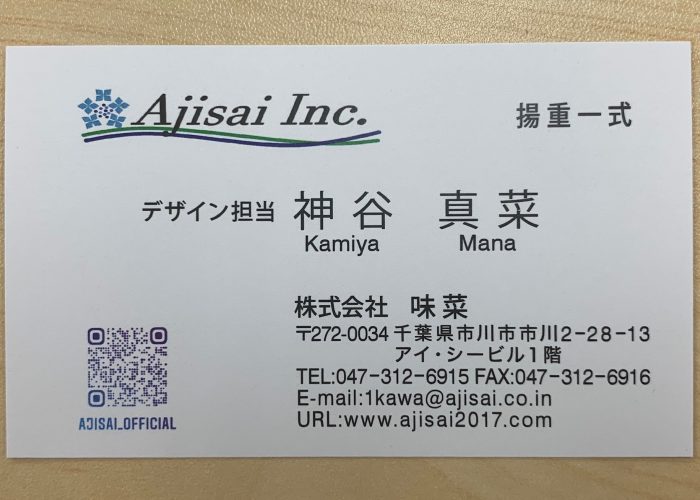 Ajisai Inc.
揚重一式
デザイン担当 神谷 真菜
Kamiya Mana
株式会社 味菜
〒272-0034 千葉県市川市市川2-28-13
アイ・シービル1階
TEL:047-312-6915 FAX:047-312-6916
E-mail:1kawa@ajisai.co.in
URL:www.ajisai2017.com
AJISAI_OFFICIAL